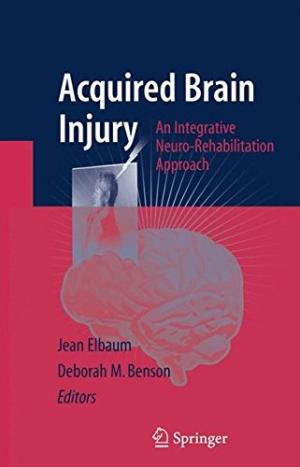 Acquired Brain
Injury
An Integrative
Neuro-Rehabilitation
Approach
Jean Elbaum
Deborah M. Benson
Editors
Springer